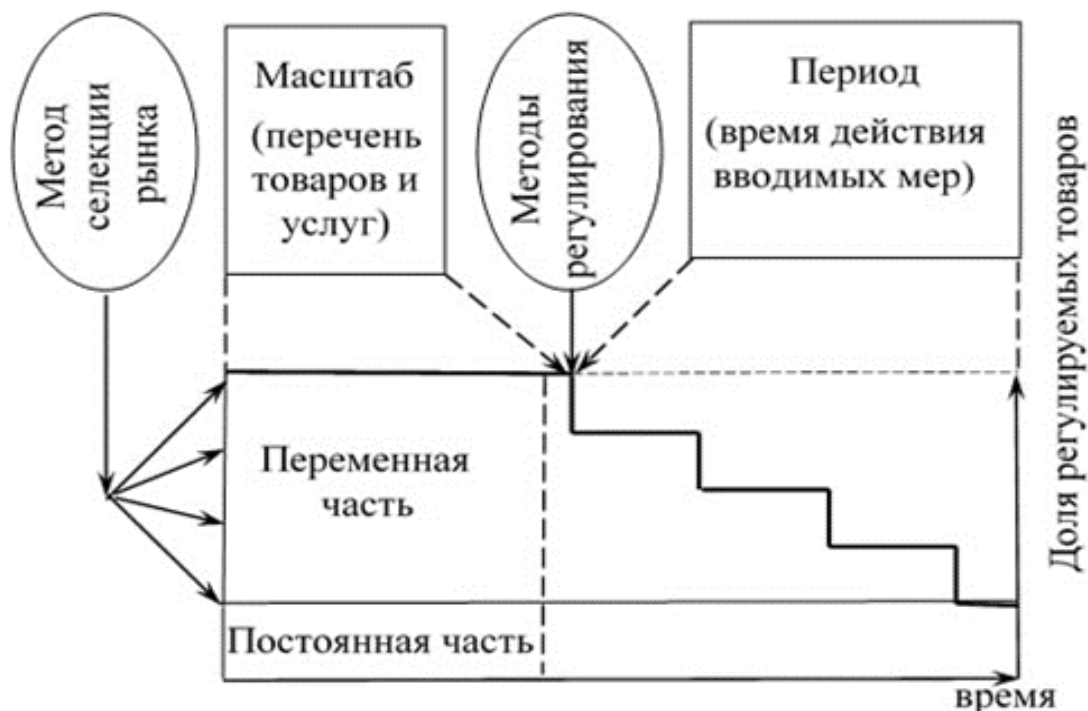 Метод
селекции
рынка
Масштаб
(перечень
товаров и
услуг)
Методы
регулирования
Период
(время действия
вводимых мер)
Доля регулируемых товаров
Переменная
часть
Постоянная часть
время